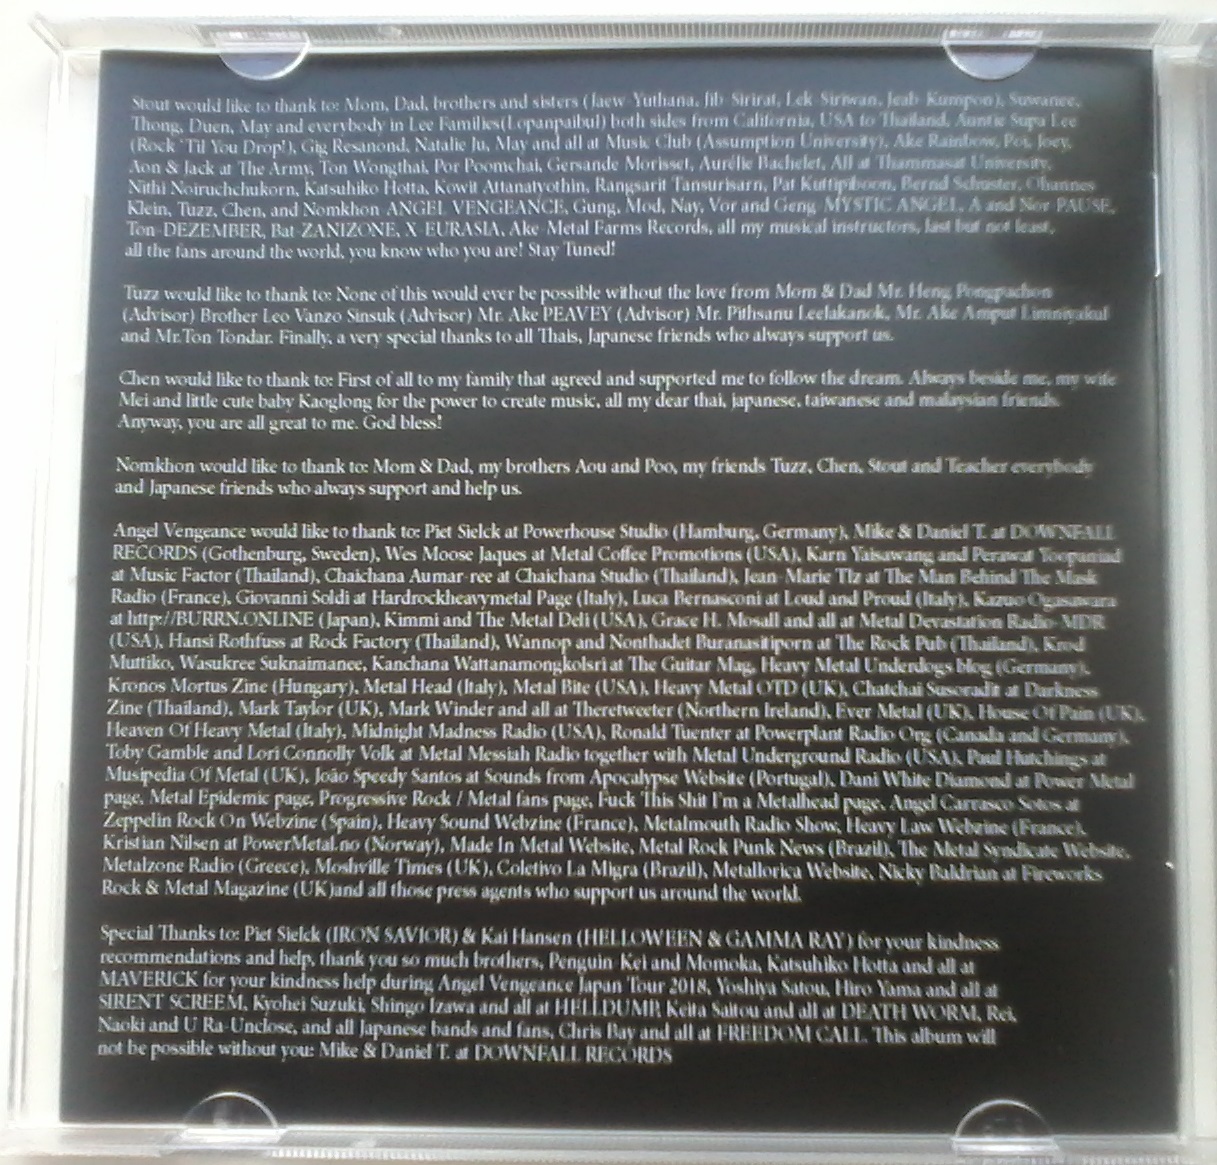 Stout would like to thank to: Mom, Dad, brothers and sisters (Jaew-Yuthana, Jib-Sirirat, Lek-Siriwan, Jeab-Kumpon), Suwanee,
Thong, Duen, May and everybody in Lee Families(Lopanpaibul) both sides from California, USA to Thailand, Auntie Supa Lee
(Rock 'Til You Drop!), Gig Resanond, Natalie Ju, May and all at Music Club (Assumption University), Ake Rainbow, Poi, Joey,
Aon & Jack at The Army, Ton Wongthai, Por Poomchai, Gersande Morisset, Aurélie Bachelet, All at Thammasat University,
Nithi Noiruchchukorn, Katsuhiko Hotta, Kowit Attanatyothin, Rangsarit Tansurisarn, Pat Kuttipiboon, Bernd Schuster, Ohannes
Klein, Tuzz, Chen, and Nomkhon-ANGEL VENGEANCE, Gung, Mod, Nay, Vor and Geng-MYSTIC ANGEL, A and Nor-PAUSE,
Ton-DEZEMBER, Bat-ZANIZONE, X-EURASIA, Ake-Metal Farms Records, all my musical instructors, last but not least,
all the fans around the world, you know who you are! Stay Tuned!
Tuzz would like to thank to: None of this would ever be possible without the love from Mom & Dad Mr. Heng Pongpachon
(Advisor) Brother Leo Vanzo Sinsuk (Advisor) Mr. Ake PEAVEY (Advisor) Mr. Pithsanu Leelakanok, Mr. Ake Amput Limniyakul
and Mr.Ton Tondar. Finally, a very special thanks to all Thais, Japanese friends who always support us.
Chen would like to thank to: First of all to my family that agreed and supported me to follow the dream. Always beside me, my wife
Mei and little cute baby Kaoglong for the power to create music, all my dear thai, japanese, taiwanese and malaysian friends.
Anyway, you are all great to me. God bless!
Nomkhon would like to thank to: Mom & Dad, my brothers Aou and Poo, my friends Tuzz, Chen, Stout and Teacher everybody
and Japanese friends who always support and help us.
Angel Vengeance would like to thank to: Piet Sielck at Powerhouse Studio (Hamburg, Germany), Mike & Daniel T. at DOWNFALL
RECORDS (Gothenburg, Sweden), Wes Moose Jaques at Metal Coffee Promotions (USA), Karn Yaisawang and Perawat Toopaniad
at Music Factor (Thailand), Chaichana Aumar-ree at Chaichana Studio (Thailand), Jean-Marie Tlz at The Man Behind The Mask
Radio (France), Giovanni Soldi at Hardrockheavymetal Page (Italy), Luca Bernasconi at Loud and Proud (Italy), Kazuo Ogasawara
at http://BURRN.ONLINE (Japan), Kimmi and The Metal Deli (USA), Grace H. Mosall and all at Metal Devastation Radio-MDR
(USA), Hansi Rothfuss at Rock Factory (Thailand), Wannop and Nonthadet Buranasitiporn at The Rock Pub (Thailand), Krod
Muttiko, Wasukree Suknaimance, Kanchana Wattanamongkolsri at The Guitar Mag, Heavy Metal Underdogs blog (Germany),
Kronos Mortus Zine (Hungary), Metal Head (Italy), Metal Bite (USA), Heavy Metal OTD (UK), Chatchai Susoradit at Darkness
Zine (Thailand), Mark Taylor (UK), Mark Winder and all at Theretweeter (Northern Ireland), Ever Metal (UK), House Of Pain (UK),
Heaven Of Heavy Metal (Italy), Midnight Madness Radio (USA), Ronald Tuenter at Powerplant Radio Org (Canada and Germany),
Toby Gamble and Lori Connolly Volk at Metal Messiah Radio together with Metal Underground Radio (USA), Paul Hutchings at
Musipedia Of Metal (UK), João Speedy Santos at Sounds from Apocalypse Website (Portugal), Dani White Diamond at Power Metal
page, Metal Epidemic page, Progressive Rock / Metal fans page, Fuck This Shit I'm a Metalhead page, Angel Carrasco Sotos at
Zeppelin Rock On Webzine (Spain), Heavy Sound Webzine (France), Metalmouth Radio Show, Heavy Law Webzine (France),
Kristian Nilsen at PowerMetal.no (Norway), Made In Metal Website, Metal Rock Punk News (Brazil), The Metal Syndicate Website,
Metalzone Radio (Greece), Moshville Times (UK), Coletivo La Migra (Brazil), Metallorica Website, Nicky Baldrian at Fireworks
Rock & Metal Magazine (UK)and all those press agents who support us around the world.
Special Thanks to: Piet Sielck (IRON SAVIOR) & Kai Hansen (HELLOWEEN & GAMMA RAY) for your kindness
recommendations and help, thank you so much brothers, Penguin-Kei and Momoka, Katsuhiko Hotta and all at
MAVERICK for your kindness help during Angel Vengeance Japan Tour 2018, Yoshiya Satou, Hiro Yama and all at
SIRENT SCREEM, Kyohei Suzuki, Shingo Izawa and all at HELLDUMP, Keita Saitou and all at DEATH WORM, Rei,
Naoki and U Ra-Unclose, and all Japanese bands and fans, Chris Bay and all at FREEDOM CALL. This album will
not be possible without you: Mike & Daniel T. at DOWNFALL RECORDS